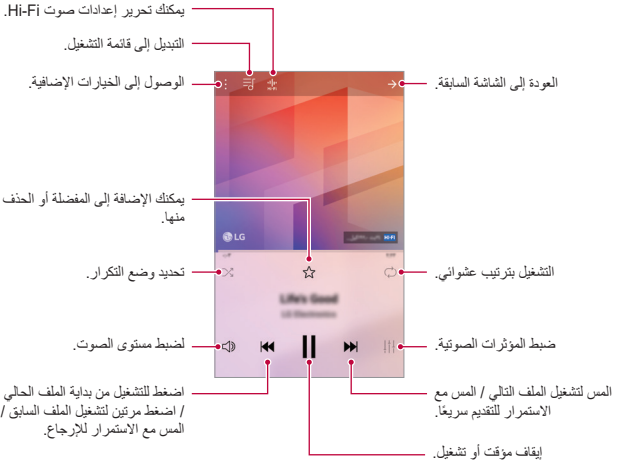 يمكنك تحرير إعدادات صوت Hi-Fi.
التبديل إلى قائمة التشغيل.
الوصول إلى الخيارات الإضافية.
العودة إلى الشاشة السابقة.
يمكنك الإضافة إلى المفضلة أو الحذف
منها.
LG
HI-FI
تحديد وضع التكرار.
التشغيل بترتيب عشوائي.
Life's Good
LG Electronics
لضبط مستوى الصوت.
ضبط المؤثرات الصوتية.
اضغط للتشغيل من بداية الملف الحالي
/ اضغط مرتين لتشغيل الملف السابق /
المس مع الاستمرار للإرجاع.
المس لتشغيل الملف التالي / المس مع
الاستمرار للتقديم سريعًا.
إيقاف مؤقت أو تشغيل.